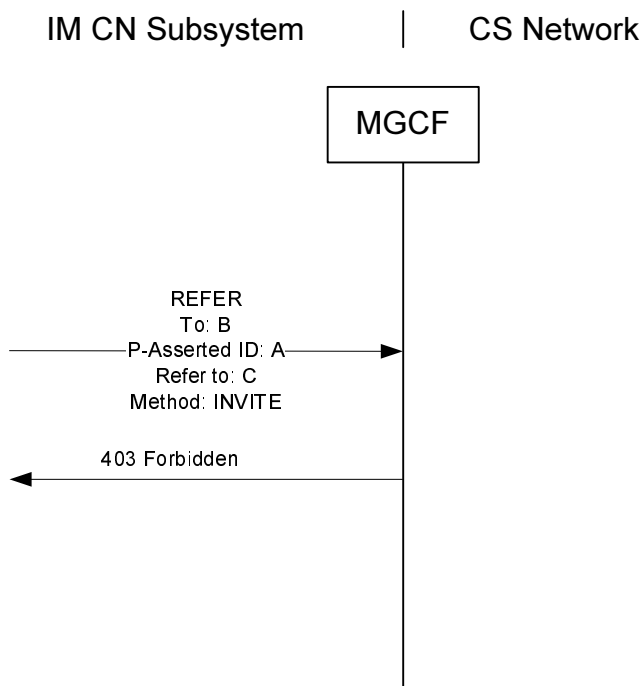 IM CN Subsystem | CS Network
MGCF
REFER
To: B
P-Asserted ID: A
Refer to: C
Method: INVITE
403 Forbidden